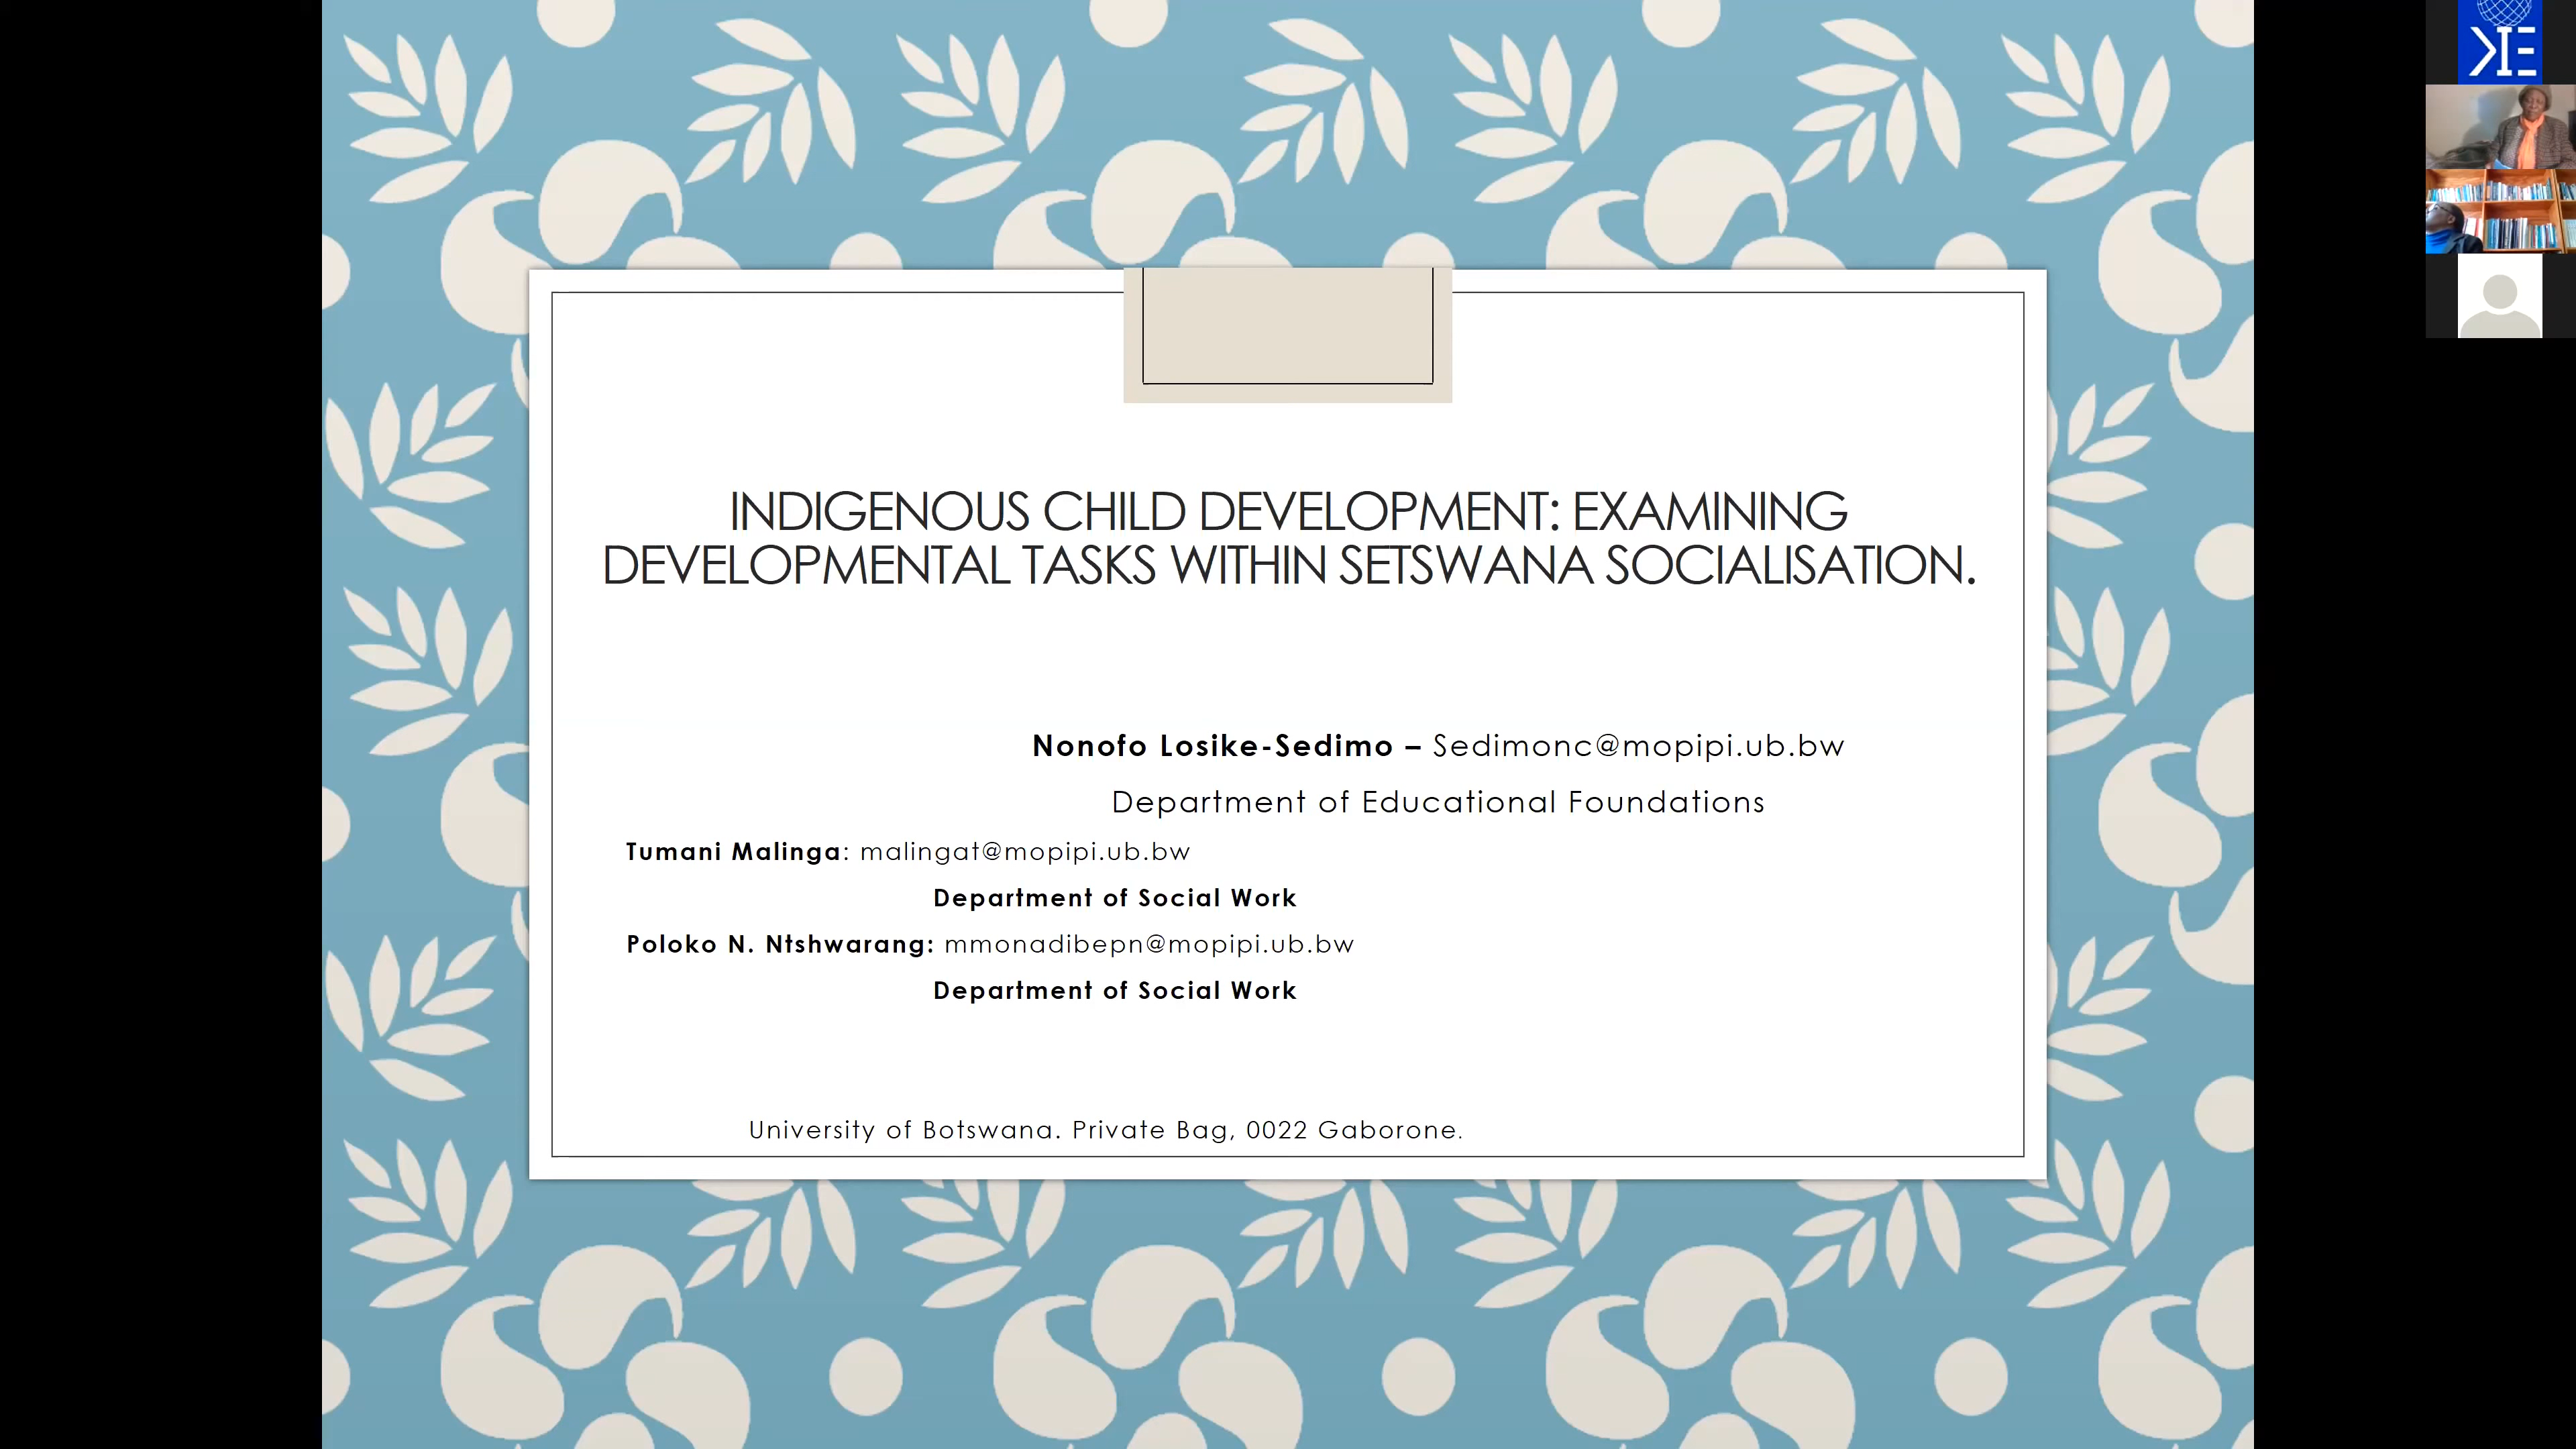 INDIGENOUS CHILD DEVELOPMENT: EXAMINING
DEVELOPMENTAL TASKS WITHIN SETSWANA SOCIALISATION.
Nonofo Losike-Sedimo – Sedimonc@mopipi.ub.bw
Department of Educational Foundations
Tumani Malinga: malingat@mopipi.ub.bw
Department of Social Work
Poloko N. Ntshwarang: mmonadibepn@mopipi.ub.bw
Department of Social Work
University of Botswana. Private Bag, 0022 Gaborone.